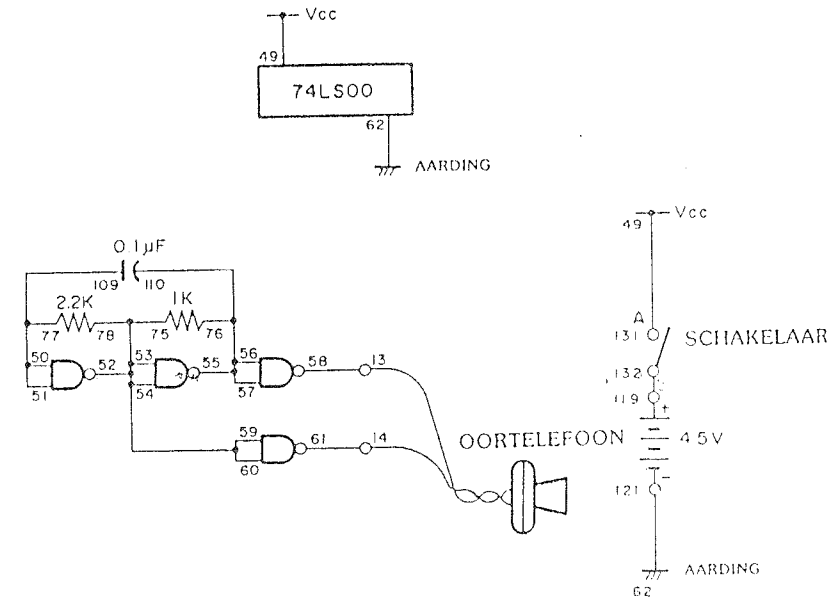 Vcc
49
74LS00
62
AARDING
49
Vcc
0.1µF
109 110
2.2K
1K
77 78 75 76
A
131
SCHAKELAAR
50
51
52
53
54
55
56
57
58
13
132
119
+
59
60
61
14
OORTELEFOON
4.5V
-
121
AARDING
62